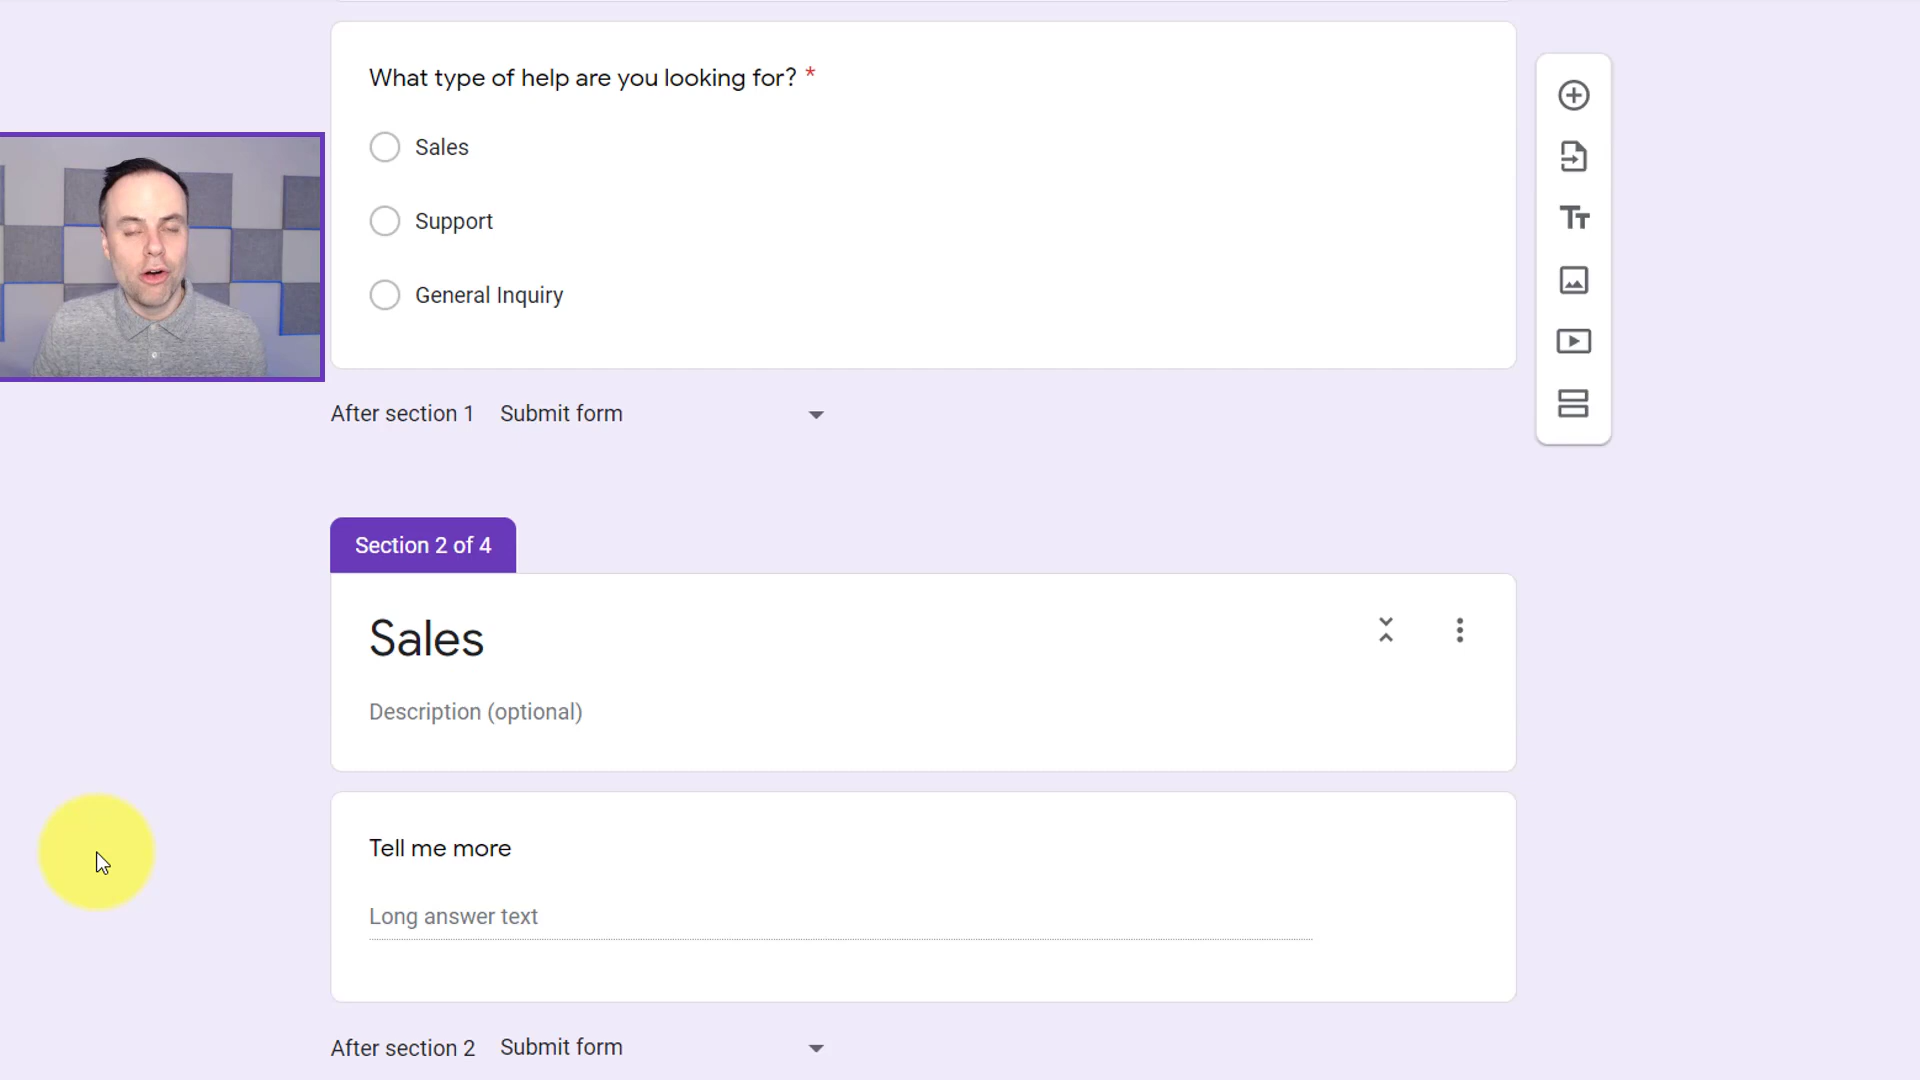 What type of help are you looking for? *
Sales
Support
General Inquiry
After section 1 Submit form
Section 2 of 4
Sales
Description (optional)
Tell me more
Long answer text
After section 2 Submit form